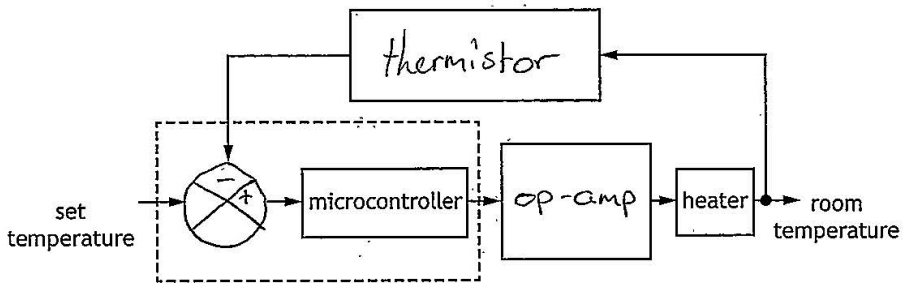 thermistor
-
+
set
temperature
microcontroller
op-amp
heater
room
temperature